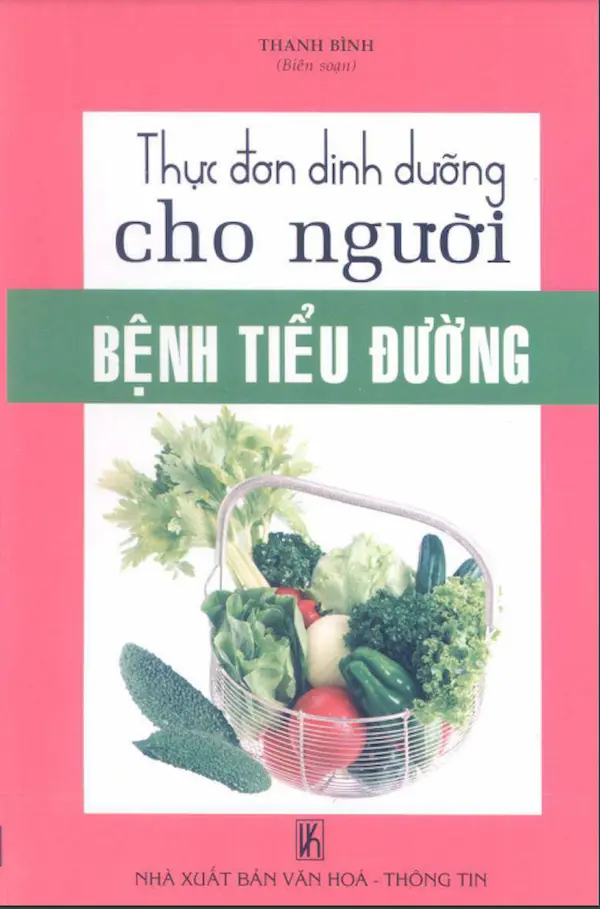 THANH BÌNH
(Biên soạn)
Thực đơn dinh dưỡng
cho người
BỆNH TIỂU ĐƯỜNG
NHÀ XUẤT BẢN VĂN HOÁ - THÔNG TIN